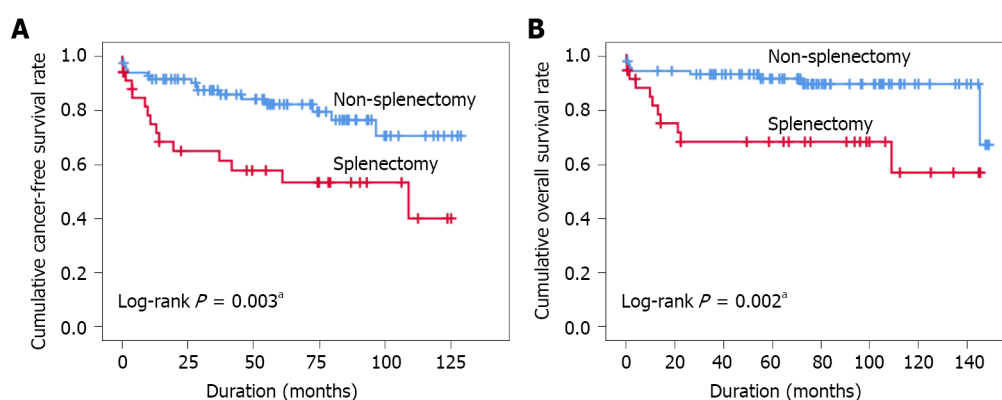 A
Cumulative cancer-free survival rate
1.0
0.8
0.6
0.4
0.2
0.0
Non-splenectomy
Splenectomy
Log-rank P = 0.003ª
0
25
50
75
100
125
Duration (months)
B
Cumulative overall survival rate
1.0
0.8
0.6
0.4
0.2
0.0
Non-splenectomy
Splenectomy
Log-rank P = 0.002ª
0
20
40
60
80
100
120
140
Duration (months)